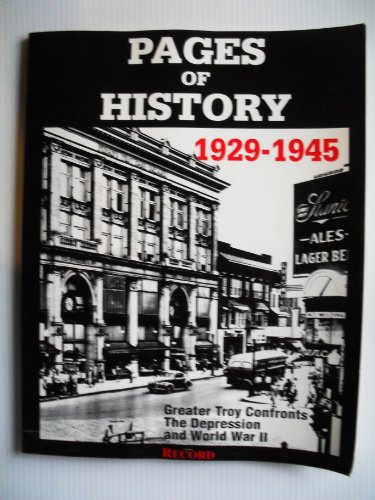 PAGES
OF
HISTORY
1929-1945
ALES
LAGER BE
Greater Troy Confronts
The Depression
and World War II
RECORD